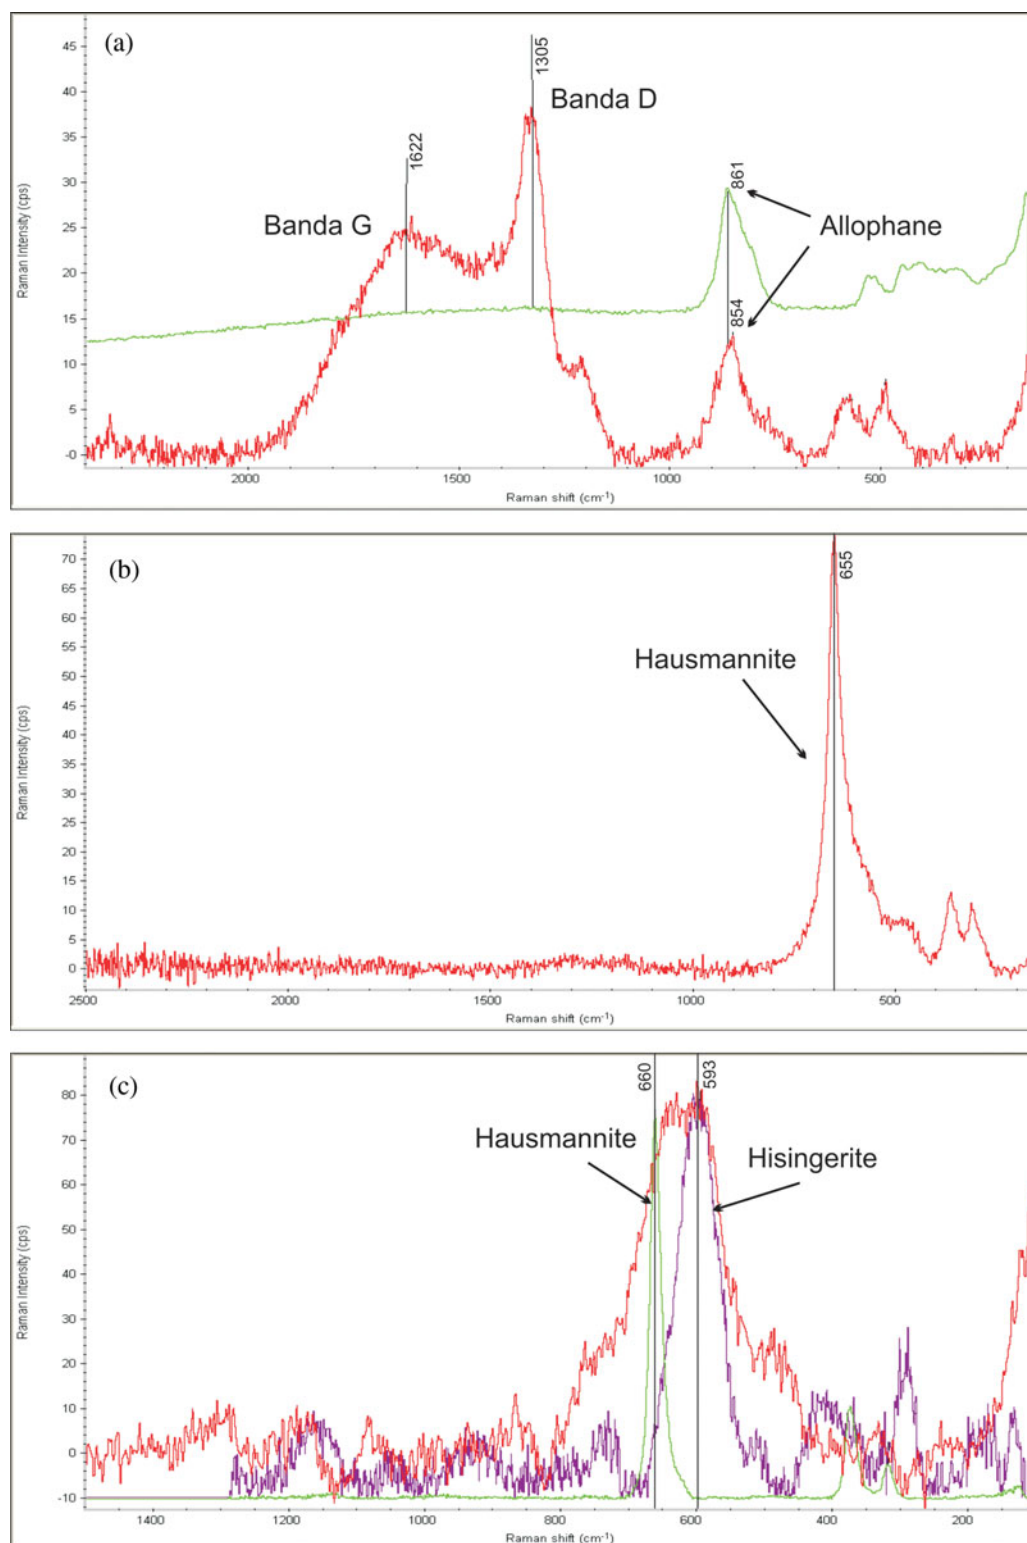 (a)
1305
Banda D
1622
Banda G
861
Allophane
854
45
40
35
30
25
20
15
10
5
-0
Raman Intensity (cps)
2000 1500 1000 500
Raman shift (cm-1)
(b)
655
Hausmannite
70
65
60
55
50
45
40
35
30
25
20
15
10
5
0
Raman Intensity (cps)
2500 2000 1500 1000 500
Raman shift (cm-1)
(c)
660
593
Hausmannite
Hisingerite
80
70
60
50
40
30
20
10
0
-10
Raman Intensity (cps)
1400 1200 1000 800 600 400 200
Raman shift (cm-1)